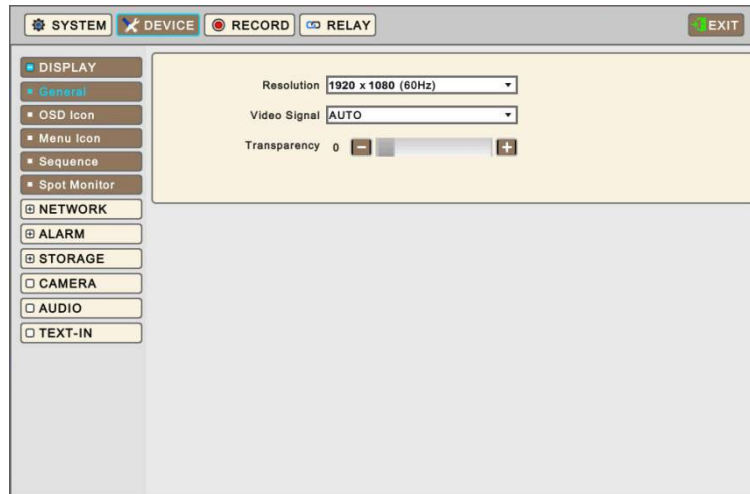 SYSTEM DEVICE RECORD RELAY EXIT
DISPLAY
General
OSD Icon
Menu Icon
Sequence
Spot Monitor
NETWORK
ALARM
STORAGE
CAMERA
AUDIO
TEXT-IN
Resolution 1920 x 1080 (60Hz)
Video Signal AUTO
Transparency 0